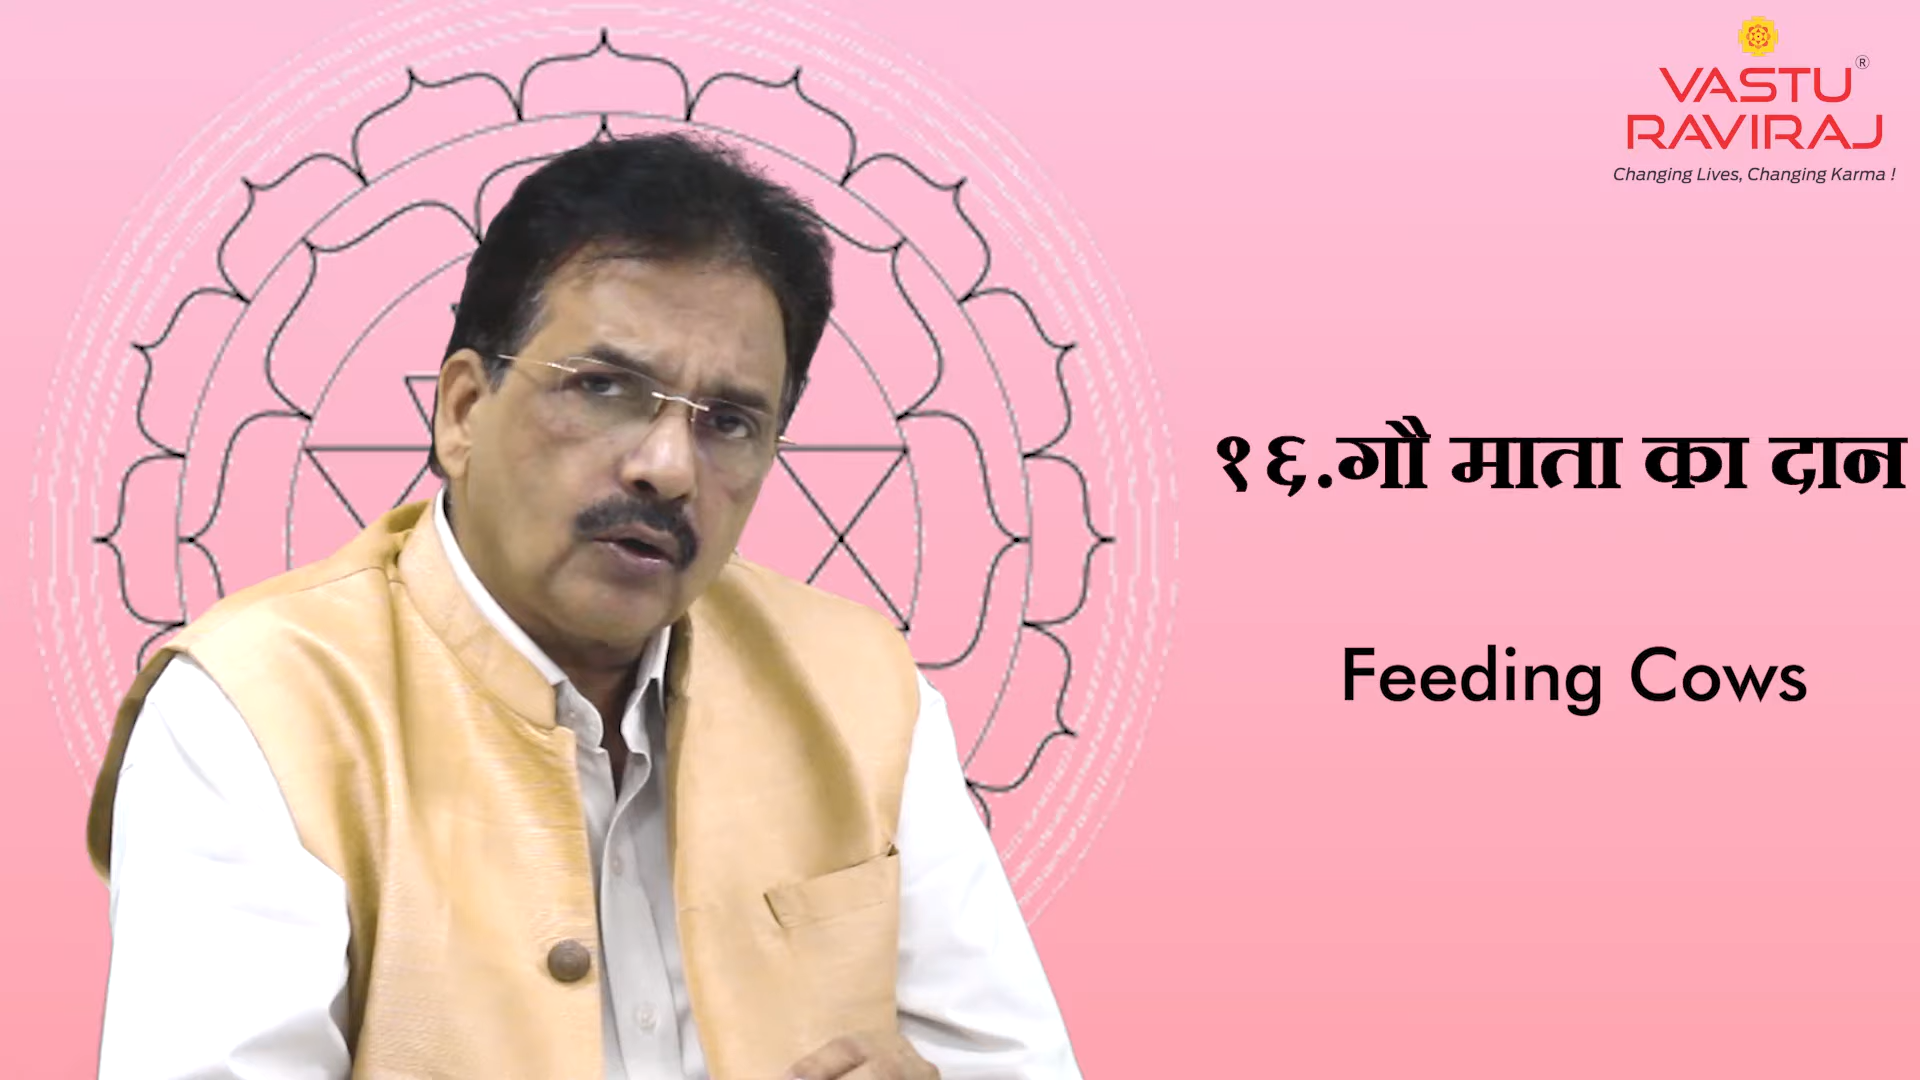 VASTU®
RAVIRAJ
Changing Lives, Changing Karma !
१६.गौ माता का दान
Feeding Cows